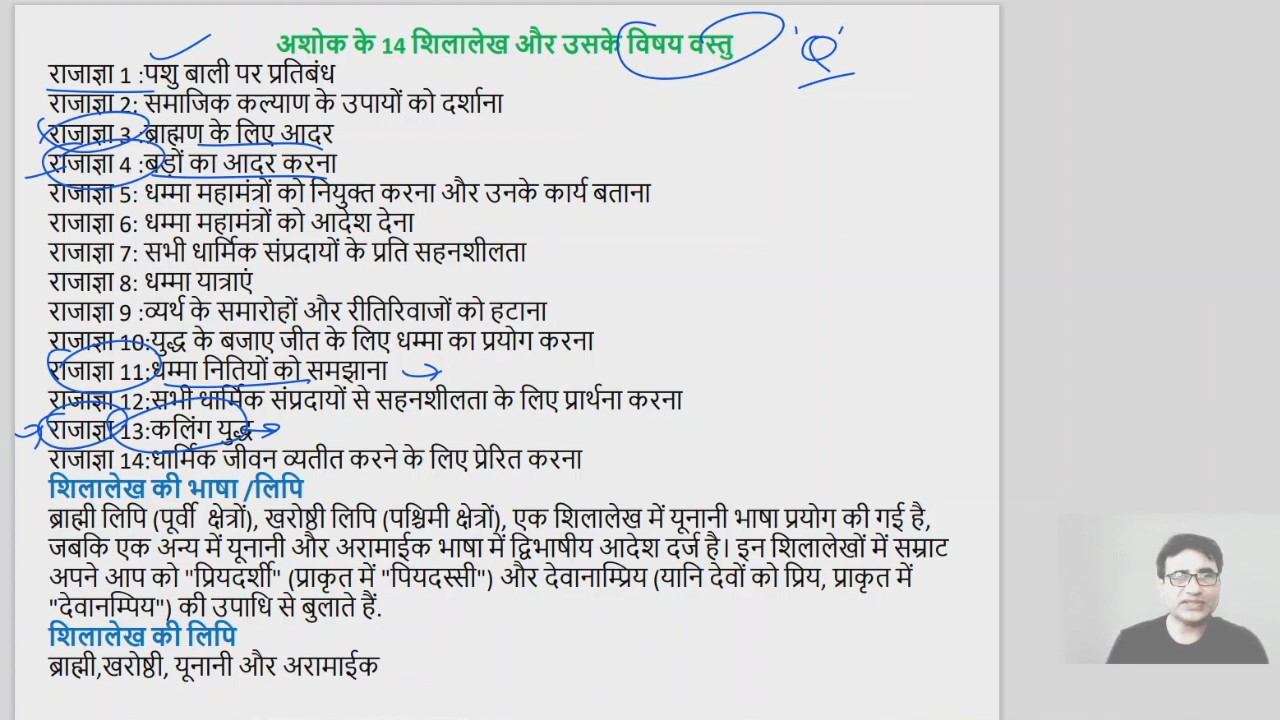 अशोक के 14 शिलालेख और उसके विषय वस्तु 'Q'
राजाज्ञा 1 :पशु बाली पर प्रतिबंध
राजाज्ञा 2: समाजिक कल्याण के उपायों को दर्शाना
राजाज्ञा 3 :ब्राह्मण के लिए आदर
राजाज्ञा 4 :बड़ों का आदर करना
राजाज्ञा 5: धम्मा महामंत्रों को नियुक्त करना और उनके कार्य बताना
राजाज्ञा 6: धम्मा महामंत्रों को आदेश देना
राजाज्ञा 7: सभी धार्मिक संप्रदायों के प्रति सहनशीलता
राजाज्ञा 8: धम्मा यात्राएं
राजाज्ञा 9 :व्यर्थ के समारोहों और रीतिरिवाजों को हटाना
राजाज्ञा 10:युद्ध के बजाए जीत के लिए धम्मा का प्रयोग करना
राजाज्ञा 11:धम्मा नितियों को समझाना
राजाज्ञा 12:सभी धार्मिक संप्रदायों से सहनशीलता के लिए प्रार्थना करना
राजाज्ञा 13:कलिंग युद्ध
राजाज्ञा 14:धार्मिक जीवन व्यतीत करने के लिए प्रेरित करना
शिलालेख की भाषा /लिपि
ब्राह्मी लिपि (पूर्वी क्षेत्रों), खरोष्ठी लिपि (पश्चिमी क्षेत्रों), एक शिलालेख में यूनानी भाषा प्रयोग की गई है,
जबकि एक अन्य में यूनानी और अरामाईक भाषा में द्विभाषीय आदेश दर्ज है। इन शिलालेखों में सम्राट
अपने आप को "प्रियदर्शी" (प्राकृत में "पियदस्सी") और देवानाम्प्रिय (यानि देवों को प्रिय, प्राकृत में
"देवानम्पिय") की उपाधि से बुलाते हैं.
शिलालेख की लिपि
ब्राह्मी,खरोष्ठी, यूनानी और अरामाईक